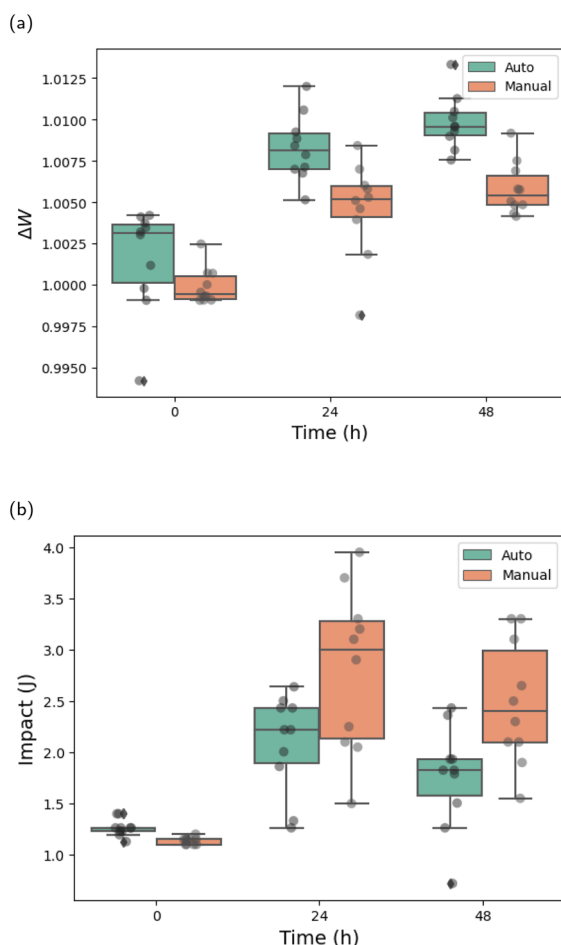 (a)
1.0125
1.0100
1.0075
1.0050
1.0025
1.0000
0.9975
0.9950
ΔW
Auto
Manual
0
24
48
Time (h)
(b)
4.0
3.5
3.0
2.5
2.0
1.5
1.0
Impact (J)
Auto
Manual
0
24
48
Time (h)